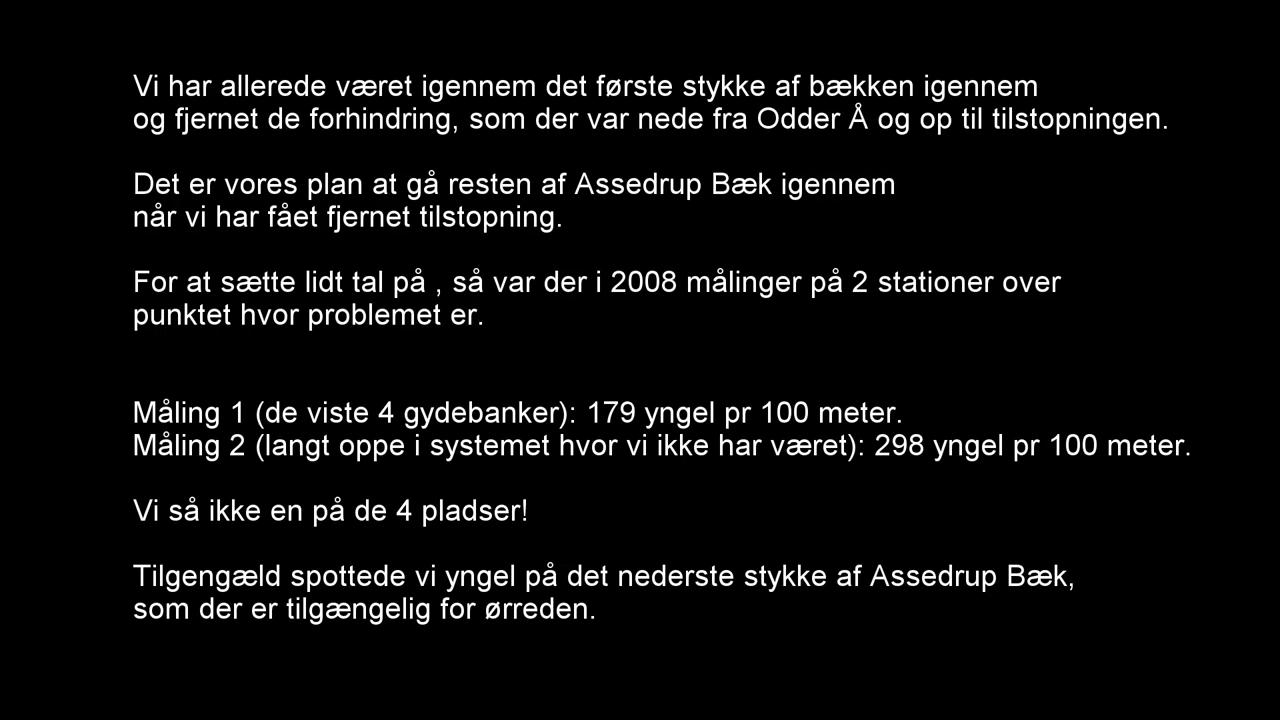 Vi har allerede været igennem det første stykke af bækken igennem
og fjernet de forhindring, som der var nede fra Odder Å og op til tilstopningen.
Det er vores plan at gå resten af Assedrup Bæk igennem
når vi har fået fjernet tilstopning.
For at sætte lidt tal på , så var der i 2008 målinger på 2 stationer over
punktet hvor problemet er.
Måling 1 (de viste 4 gydebanker): 179 yngel pr 100 meter.
Måling 2 (langt oppe i systemet hvor vi ikke har været): 298 yngel pr 100 meter.
Vi så ikke en på de 4 pladser!
Tilgengæld spottede vi yngel på det nederste stykke af Assedrup Bæk,
som der er tilgængelig for ørreden.